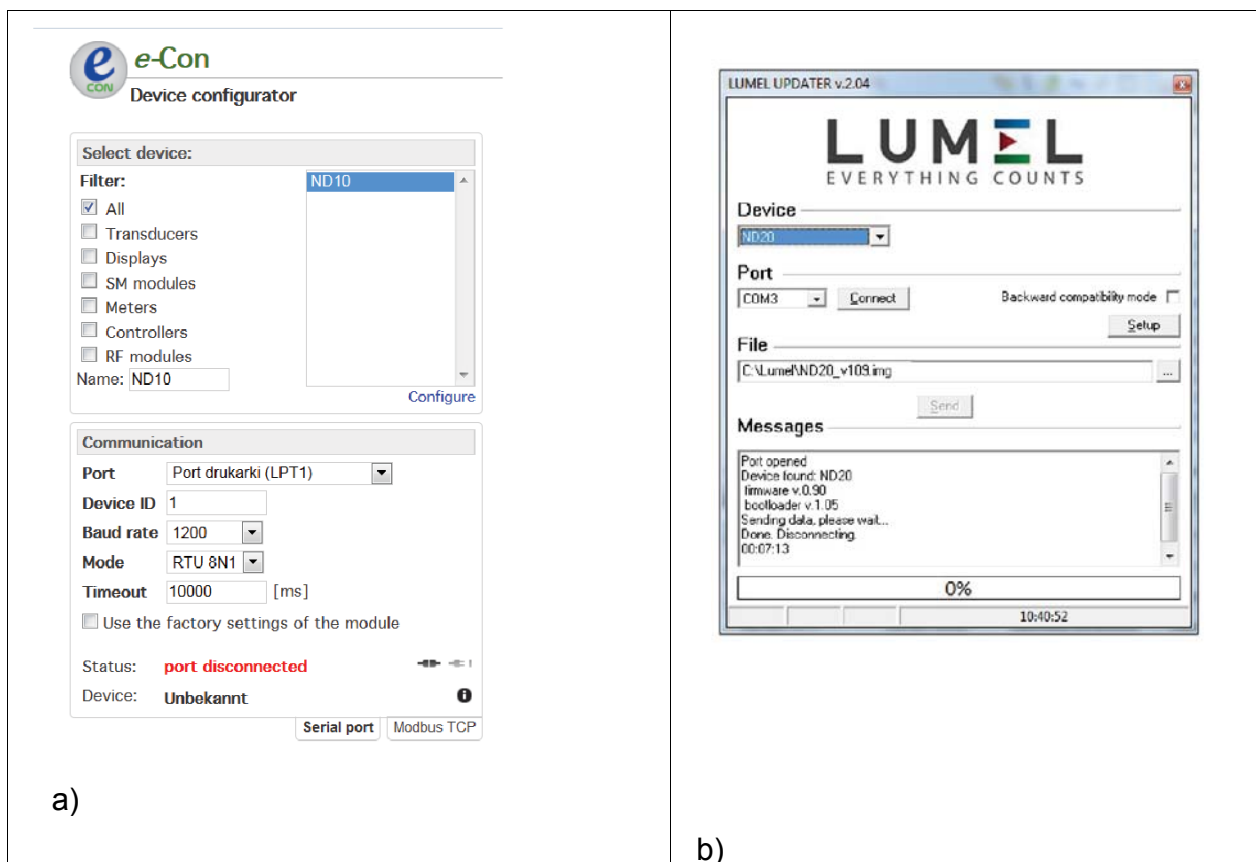 e-Con
e
CON
Device configurator
Select device:
Filter:
ND10
All
Transducers
Displays
SM modules
Meters
Controllers
RF modules
Name: ND10
Configure
Communication
Port Port drukarki (LPT1)
Device ID 1
Baud rate 1200
Mode RTU 8N1
Timeout 10000 [ms]
Use the factory settings of the module
Status: port disconnected
Device: Unbekannt
Serial port Modbus TCP
a)
LUMEL UPDATER v.2.04
LUMEL
EVERYTHING COUNTS
Device
ND20
Port
COM3 Connect Backward compatibility mode
Setup
File
C:\Lumel\ND20_v109.img ...
Send
Messages
Port opened
Device found: ND20
firmware v.0.90
bootloader v.1.05
Sending data, please wait...
Done. Disconnecting.
00:07:13
0%
10:40:52
b)